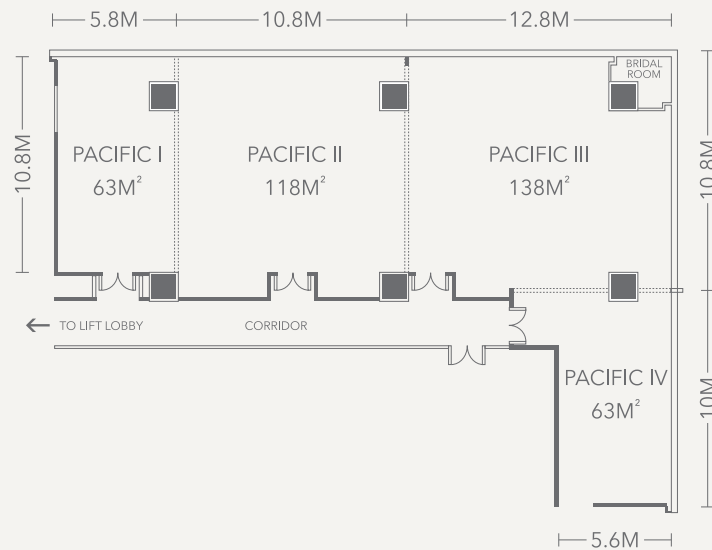 5.8M
10.8M
12.8M
BRIDAL
ROOM
10.8M
PACIFIC I
63M²
PACIFIC II
118M²
PACIFIC III
138M²
10.8M
TO LIFT LOBBY
CORRIDOR
PACIFIC IV
63M²
10M
5.6M